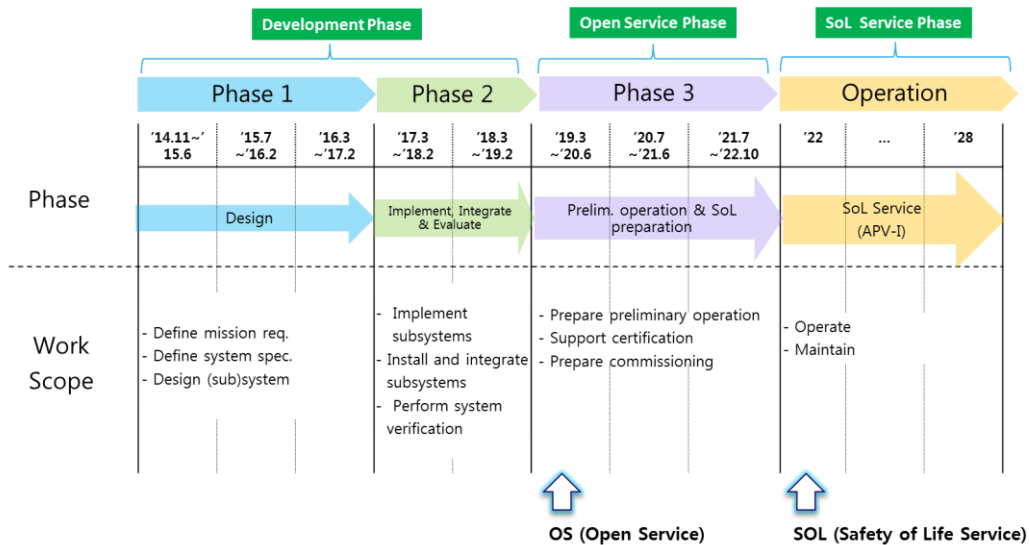 Development Phase
Open Service Phase
SoL Service Phase
Phase 1
Phase 2
Phase 3
Operation
'14.11~'
15.6
'15.7
~'16.2
'16.3
~'17.2
'17.3
~'18.2
'18.3
~'19.2
'19.3
~'20.6
'20.7
~'21.6
'21.7
~'22.10
'22
...
'28
Phase
Design
Implement, Integrate
& Evaluate
Prelim. operation & SoL
preparation
SoL Service
(APV-I)
Work
Scope
- Define mission req.
- Define system spec.
- Design (sub)system
- Implement
subsystems
- Install and integrate
subsystems
- Perform system
verification
- Prepare preliminary operation
- Support certification
- Prepare commissioning
- Operate
- Maintain
OS (Open Service)
SOL (Safety of Life Service)